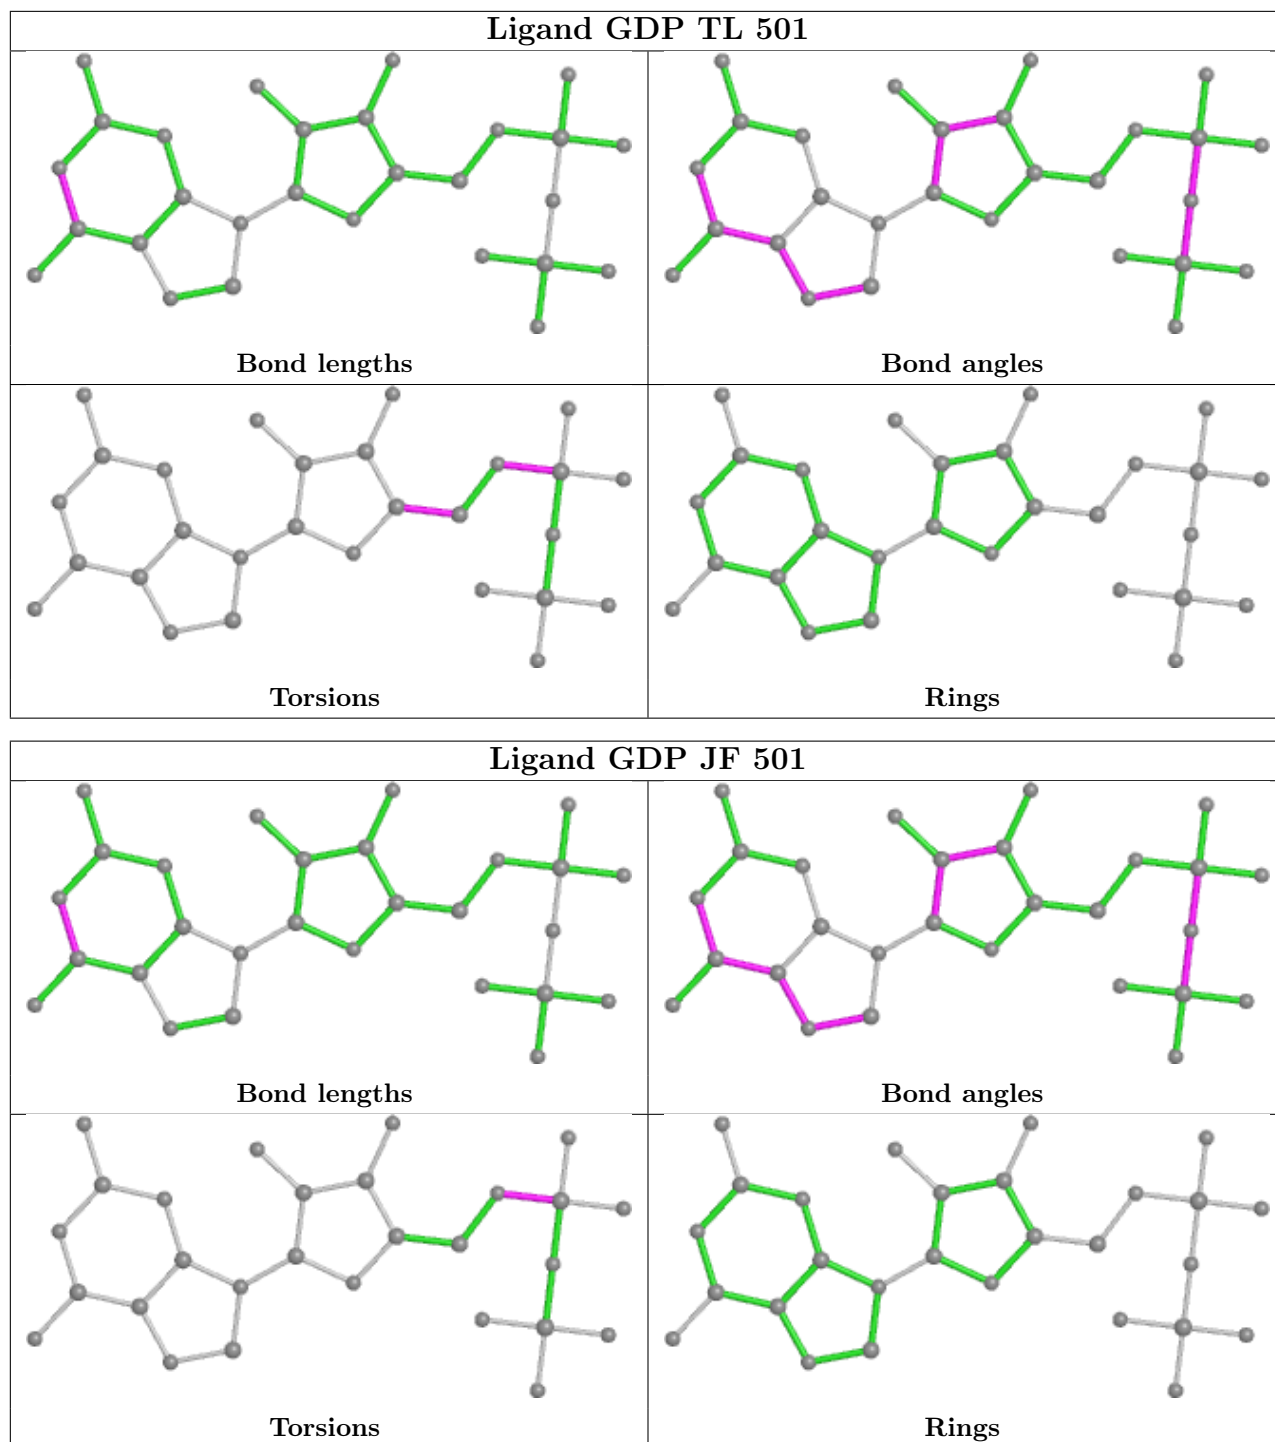 Ligand GDP TL 501
Bond lengths Bond angles
Torsions Rings
Ligand GDP JF 501
Bond lengths Bond angles
Torsions Rings